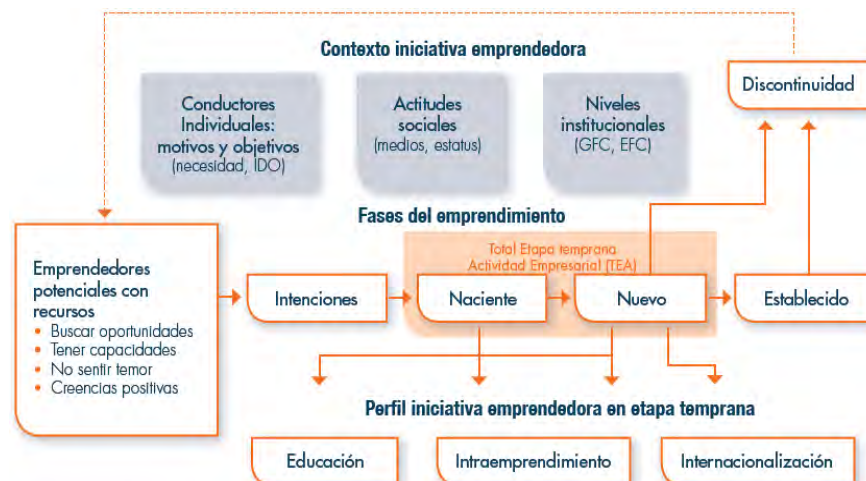 Contexto iniciativa emprendedora
Discontinuidad
Conductores
Individuales:
motivos y objetivos
(necesidad, IDO)
Actitudes
sociales
(medios, estatus)
Niveles
institucionales
(GFC, EFC)
Fases del emprendimiento
Total Etapa temprana
Actividad Empresarial (TEA)
Emprendedores
potenciales con
recursos
• Buscar oportunidades
• Tener capacidades
• No sentir temor
• Creencias positivas
Intenciones
Naciente
Nuevo
Establecido
Perfil iniciativa emprendedora en etapa temprana
Educación
Intraemprendimiento
Internacionalización